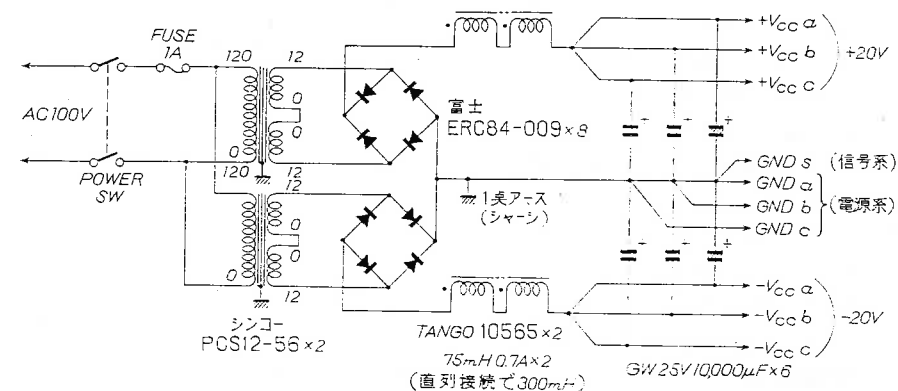 FUSE
1A
AC100V
POWER
SW
120
0
120
0
12
0
0
12
12
0
0
12
富士
ERC84-009×8
1点アース
(シャーシ)
シンコー
PCS12-56×2
TANGO 10565×2
75mH 0.7A×2
(直列接続で300mH)
+VCC a
+VCC b
+VCC c
+20V
GND s (信号系)
GND a
GND b
GND c
(電源系)
-VCC a
-VCC b
-VCC c
-20V
GW 25V 10,000μF×6